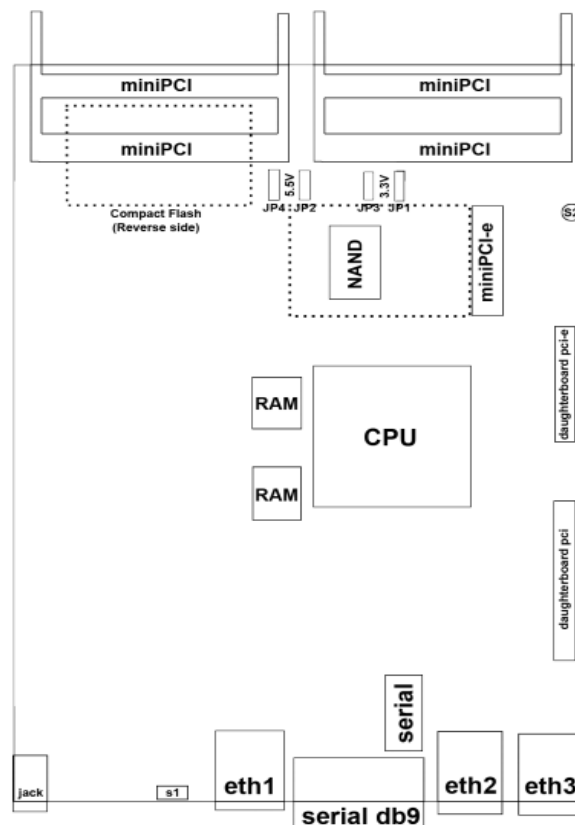 miniPCI
miniPCI
miniPCI
miniPCI
5.5V
3.3V
JP4
JP2
JP3
JP1
Compact Flash
(Reverse side)
NAND
miniPCI-e
daughterboard pci-e
RAM
CPU
RAM
daughterboard pci
serial
eth1
eth2
eth3
jack
s1
serial db9